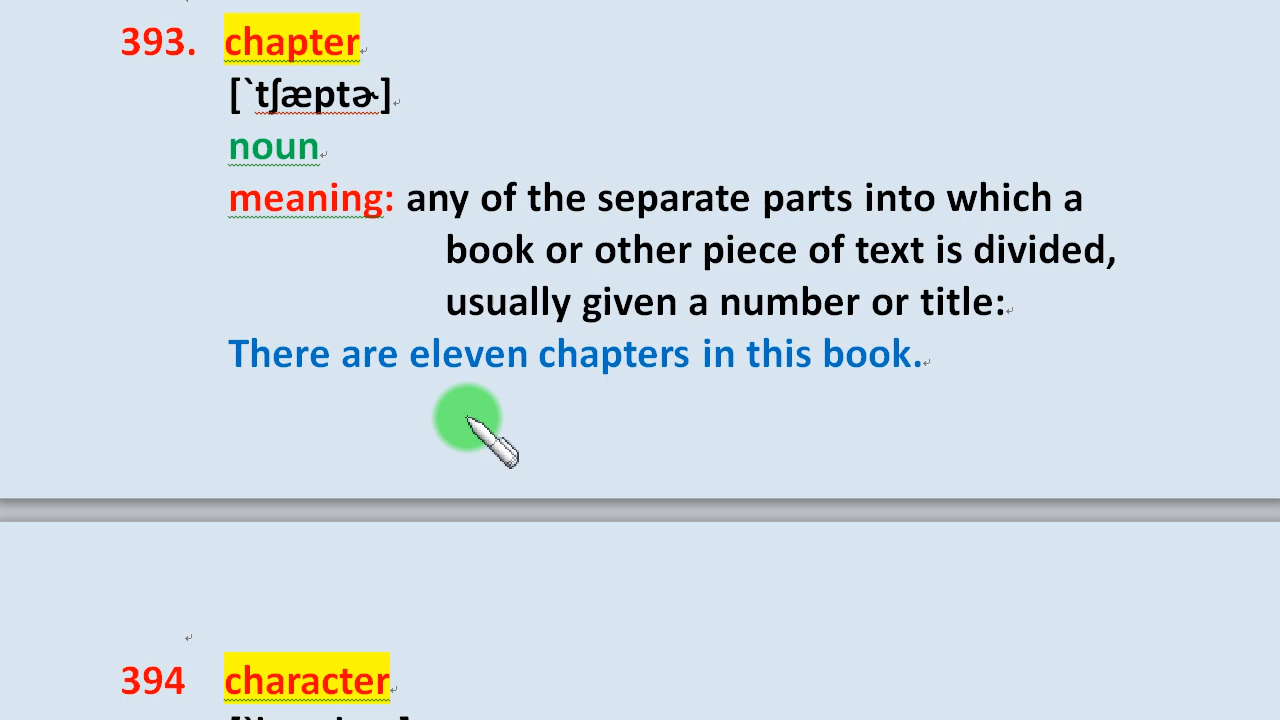 393. chapter
[`tʃæptɚ]
noun
meaning: any of the separate parts into which a
book or other piece of text is divided,
usually given a number or title:
There are eleven chapters in this book.
394 character